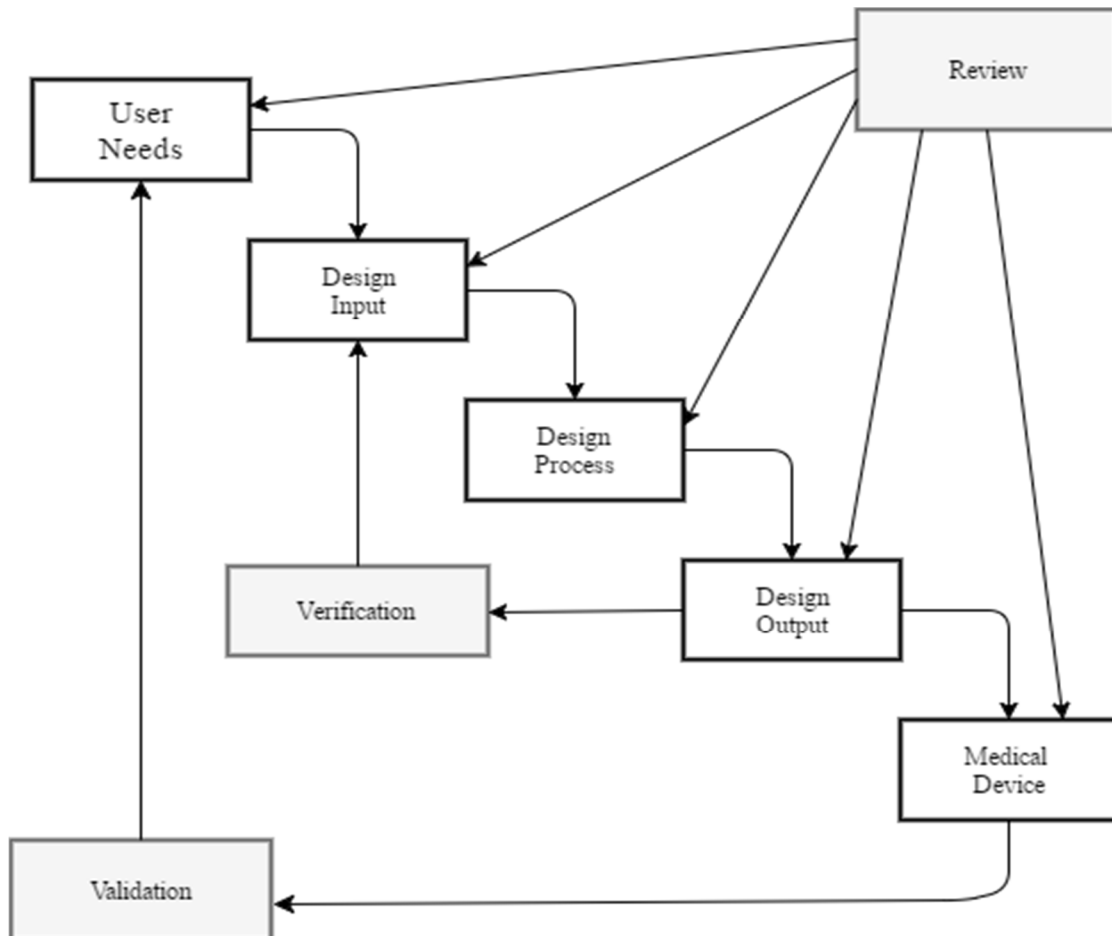 Review
User
Needs
Design
Input
Design
Process
Verification
Design
Output
Medical
Device
Validation